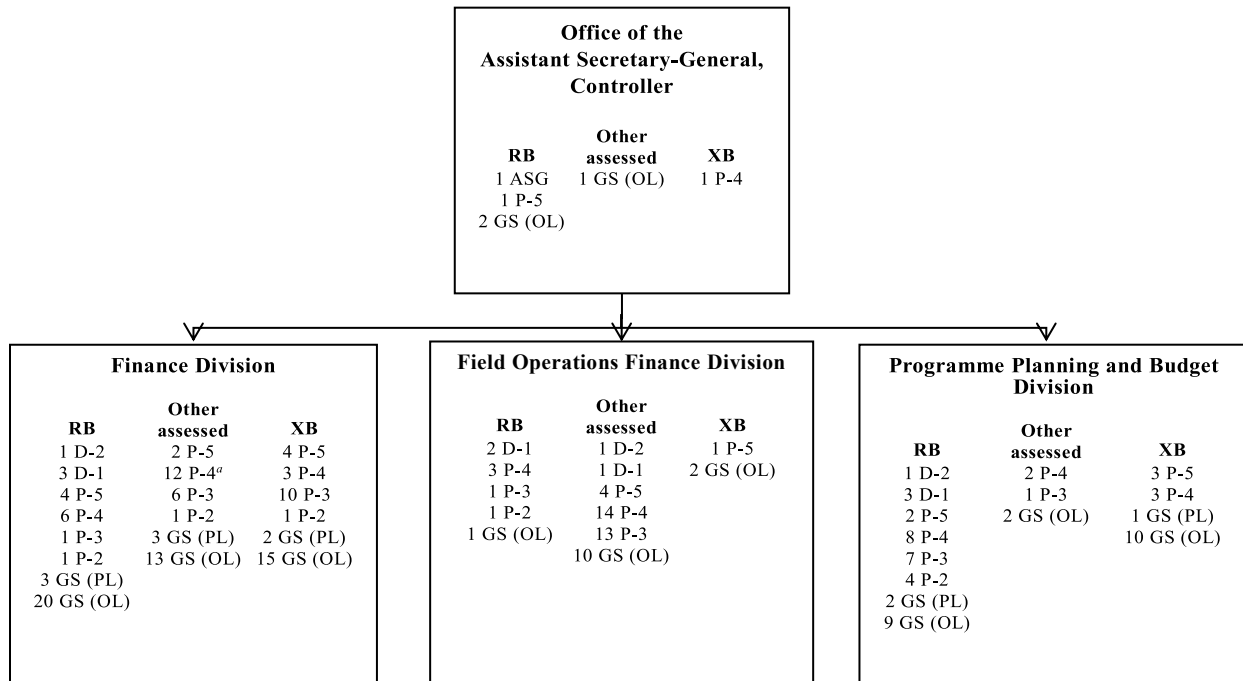 Office of the
Assistant Secretary-General,
Controller
Other
RB assessed XB
1 ASG 1 GS (OL) 1 P-4
1 P-5
2 GS (OL)
Finance Division
Other
RB assessed XB
1 D-2 2 P-5 4 P-5
3 D-1 12 P-4a 3 P-4
4 P-5 6 P-3 10 P-3
6 P-4 1 P-2 1 P-2
1 P-3 3 GS (PL) 2 GS (PL)
1 P-2 13 GS (OL) 15 GS (OL)
3 GS (PL)
20 GS (OL)
Field Operations Finance Division
Other
RB assessed XB
2 D-1 1 D-2 1 P-5
3 P-4 1 D-1 2 GS (OL)
1 P-3 4 P-5
1 P-2 14 P-4
1 GS (OL) 13 P-3
10 GS (OL)
Programme Planning and Budget
Division
Other
RB assessed XB
1 D-2 2 P-4 3 P-5
3 D-1 1 P-3 3 P-4
2 P-5 2 GS (OL) 1 GS (PL)
8 P-4 10 GS (OL)
7 P-3
4 P-2
2 GS (PL)
9 GS (OL)